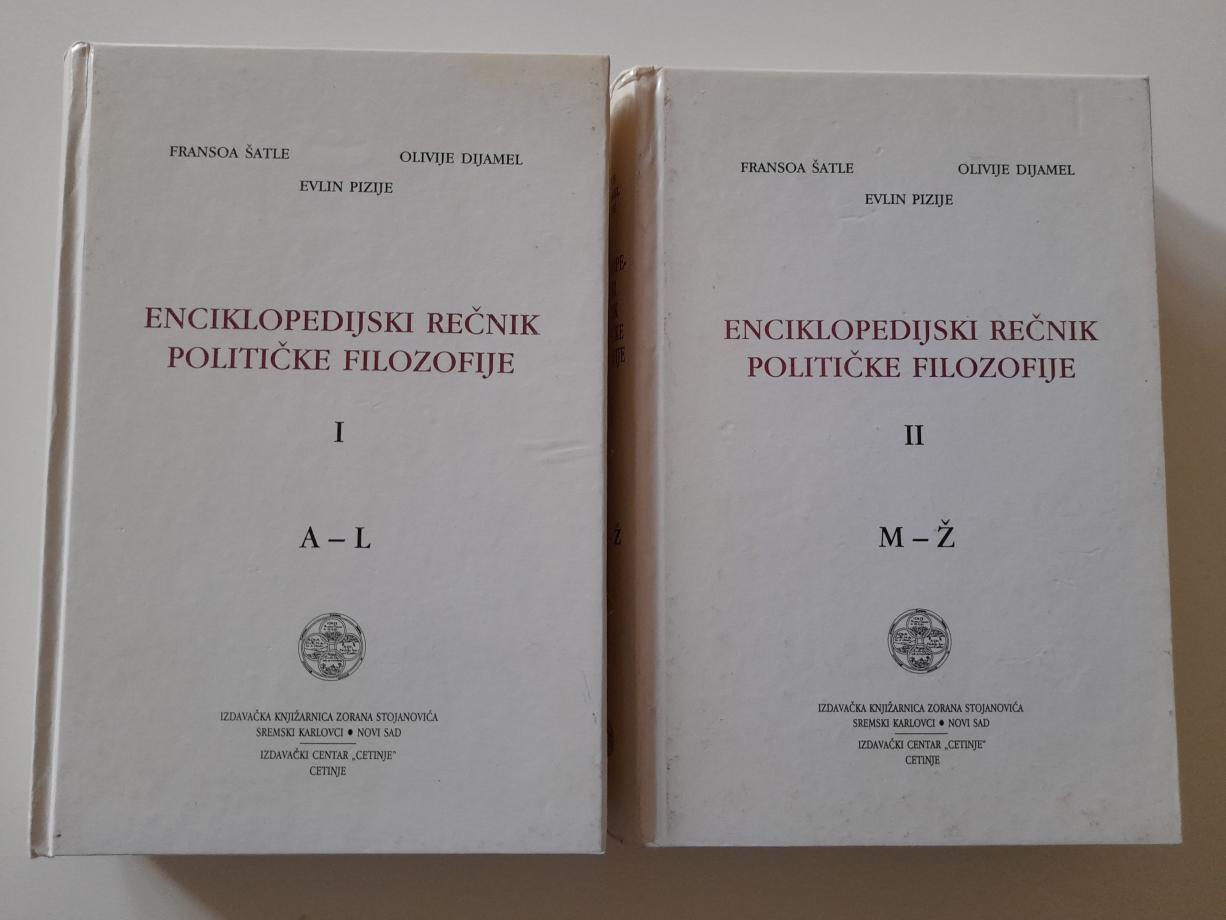 FRANSOA ŠATLE OLIVIJE DIJAMEL
EVLIN PIZIJE
ENCIKLOPEDIJSKI REČNIK
POLITIČKE FILOZOFIJE
I
A – L
IZDAVAČKA KNJIŽARNICA ZORANA STOJANOVIĆA
SREMSKI KARLOVCI • NOVI SAD
IZDAVAČKI CENTAR „CETINJE”
CETINJE
FRANSOA ŠATLE OLIVIJE DIJAMEL
EVLIN PIZIJE
ENCIKLOPEDIJSKI REČNIK
POLITIČKE FILOZOFIJE
II
M – Ž
IZDAVAČKA KNJIŽARNICA ZORANA STOJANOVIĆA
SREMSKI KARLOVCI • NOVI SAD
IZDAVAČKI CENTAR „CETINJE”
CETINJE